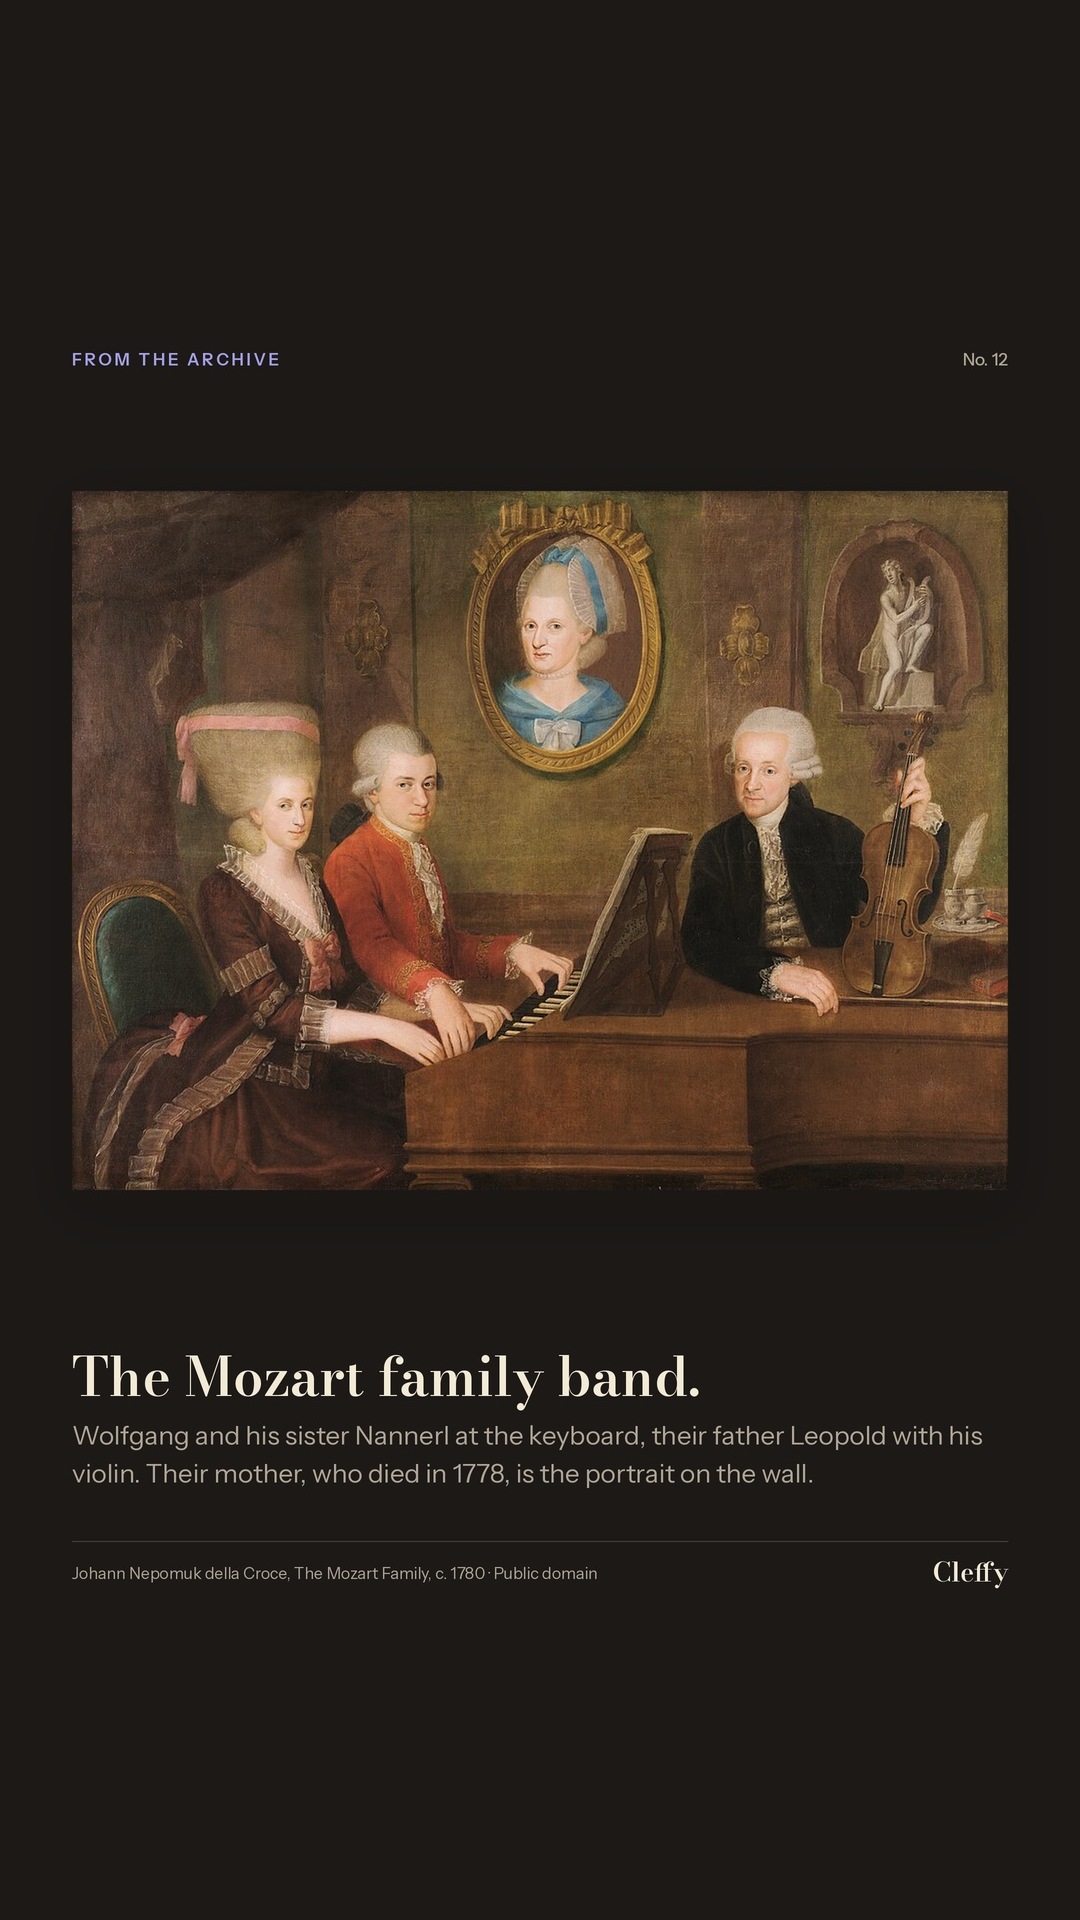 FROM THE ARCHIVE
No. 12
The Mozart family band.
Wolfgang and his sister Nannerl at the keyboard, their father Leopold with his
violin. Their mother, who died in 1778, is the portrait on the wall.
Johann Nepomuk della Croce, The Mozart Family, c. 1780 · Public domain
Cleffy